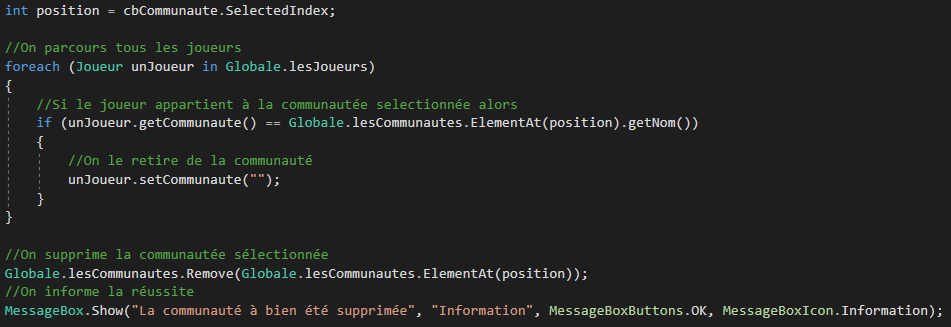 int position = cbCommunaute.SelectedIndex;
//On parcours tous les joueurs
foreach (Joueur unJoueur in Globale.lesJoueurs)
{
//Si le joueur appartient à la communautée selectionnée alors
if (unJoueur.getCommunaute() == Globale.lesCommunautes.ElementAt(position).getNom())
{
//On le retire de la communauté
unJoueur.setCommunaute("");
}
}
//On supprime la communautée sélectionnée
Globale.lesCommunautes.Remove(Globale.lesCommunautes.ElementAt(position));
//On informe la réussite
MessageBox.Show("La communauté à bien été supprimée", "Information", MessageBoxButtons.OK, MessageBoxIcon.Information);